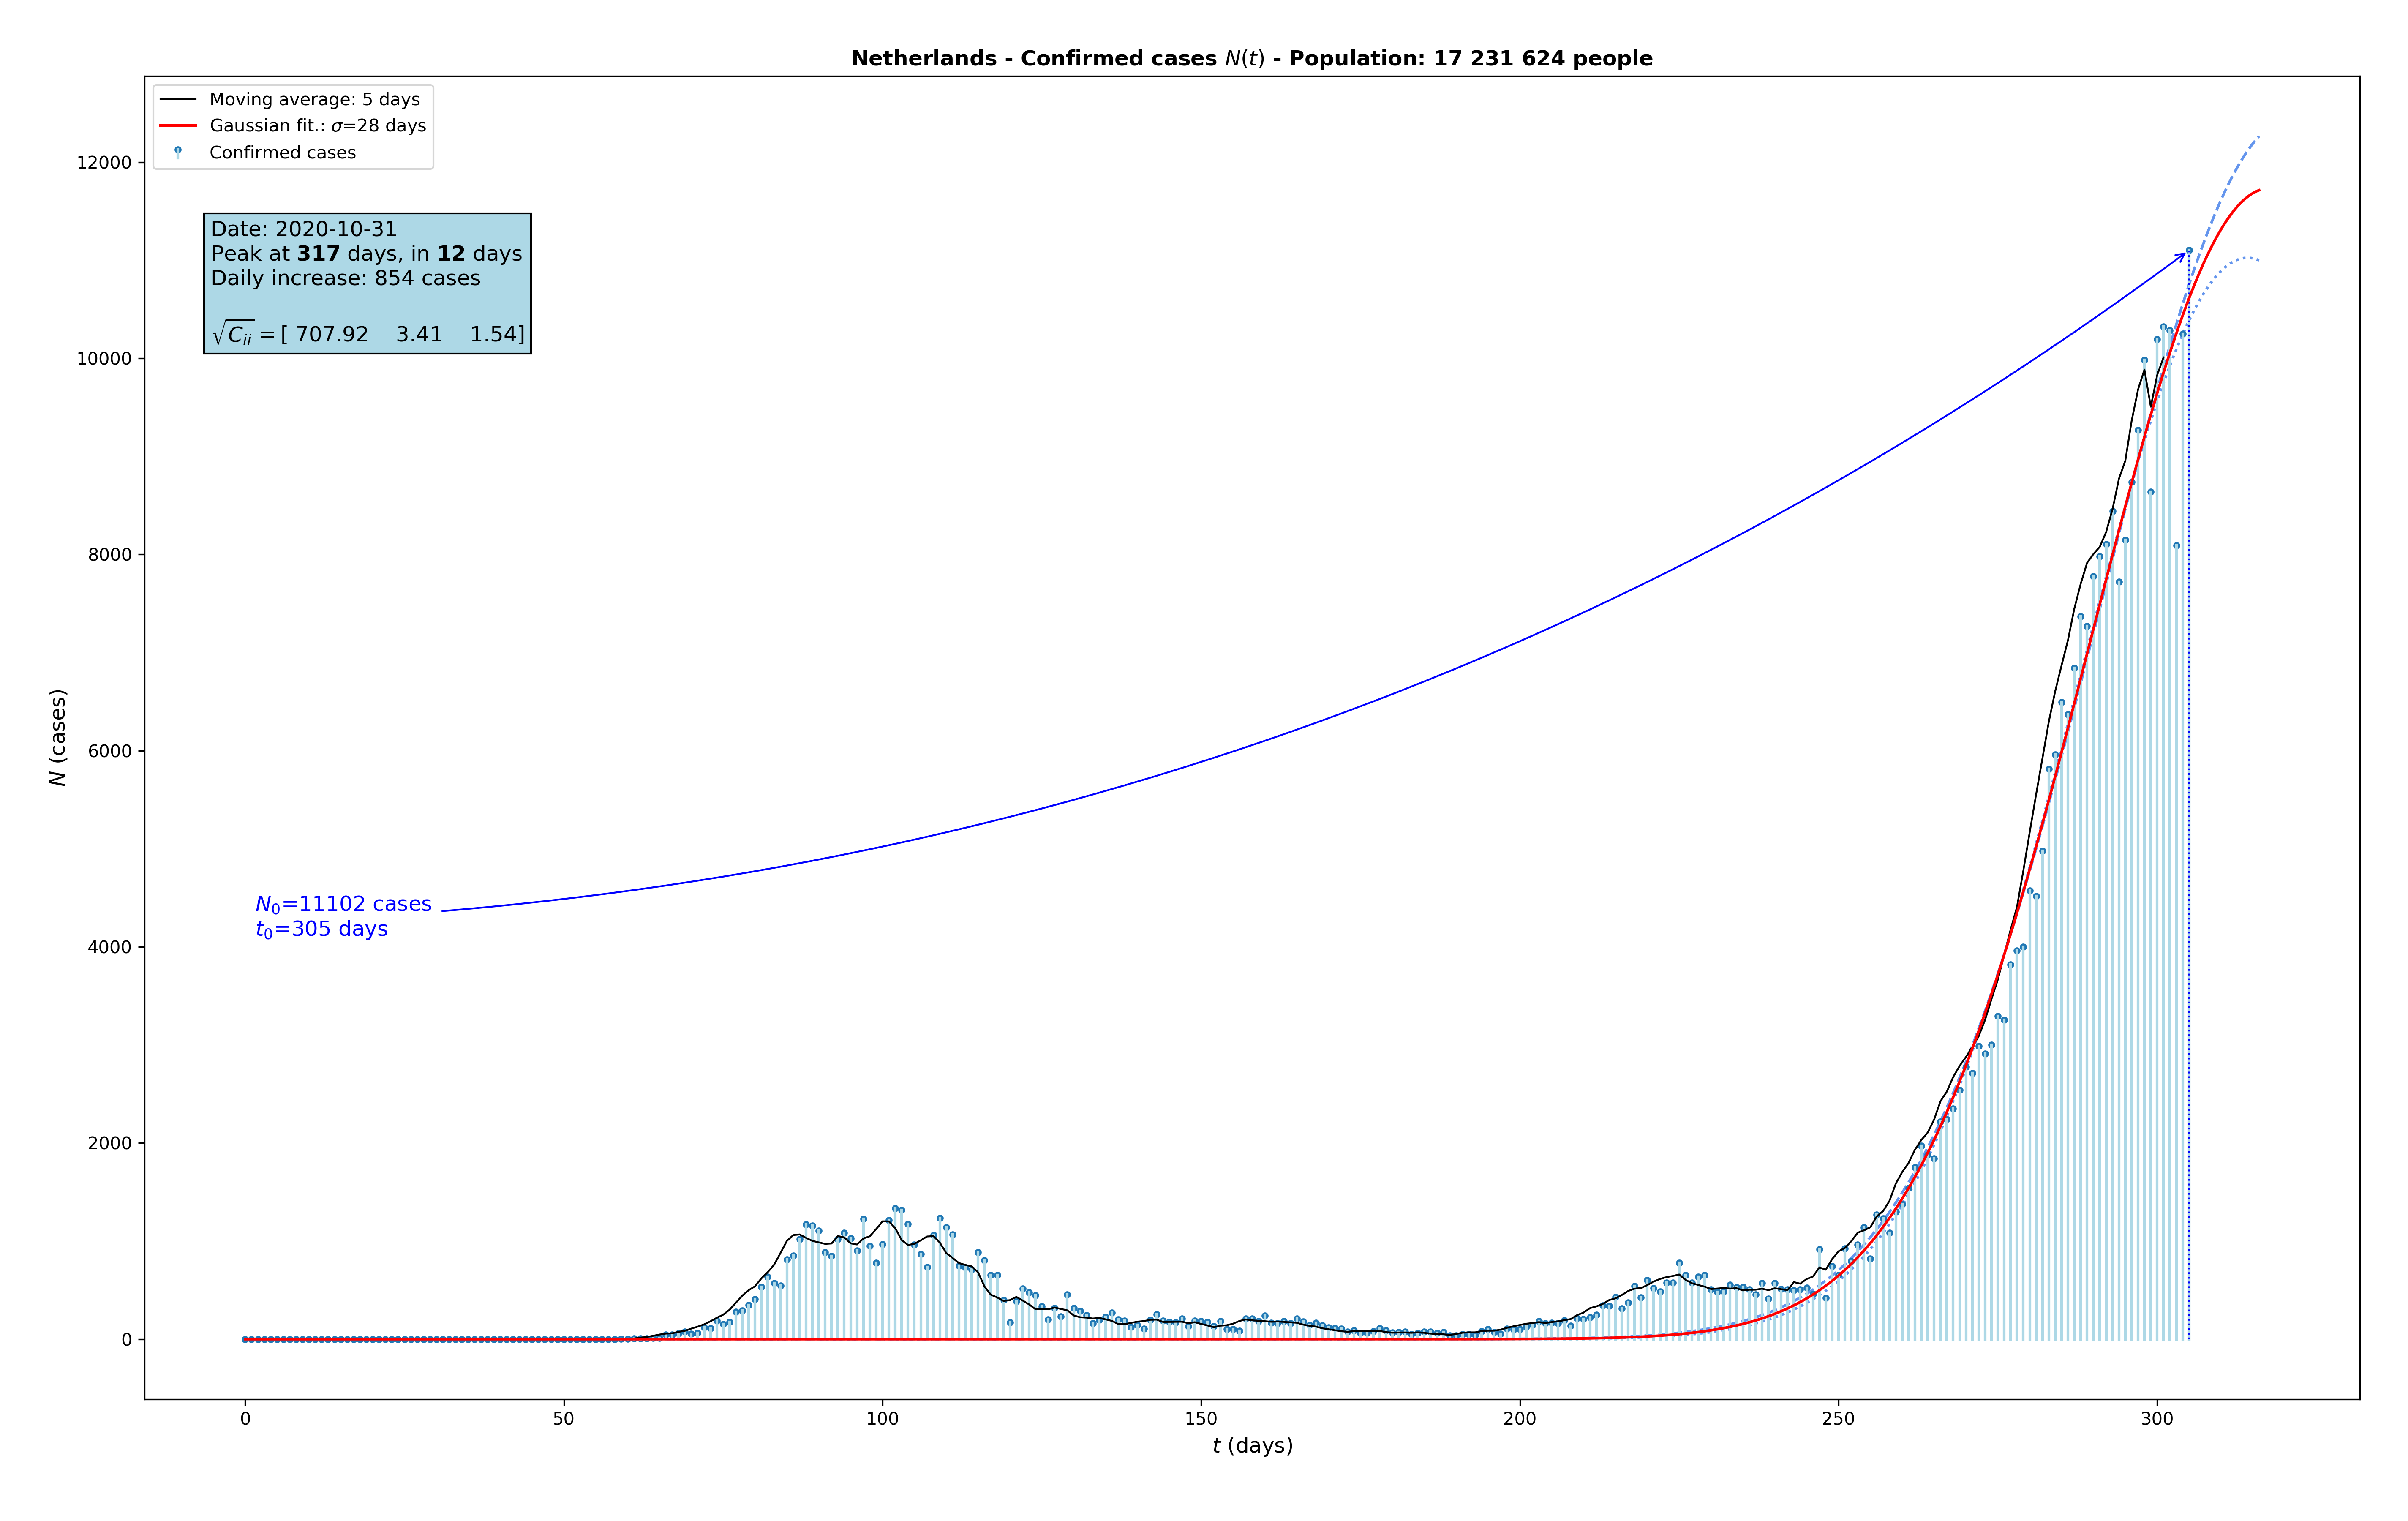 Netherlands - Confirmed cases N(t) - Population: 17 231 624 people
Moving average: 5 days
Gaussian fit.: σ=28 days
Confirmed cases
Date: 2020-10-31
Peak at 317 days, in 12 days
Daily increase: 854 cases
√C_ii = [ 707.92 3.41 1.54]
N_0=11102 cases
t_0=305 days
N (cases)
12000
10000
8000
6000
4000
2000
0
0 50 100 150 200 250 300
t (days)